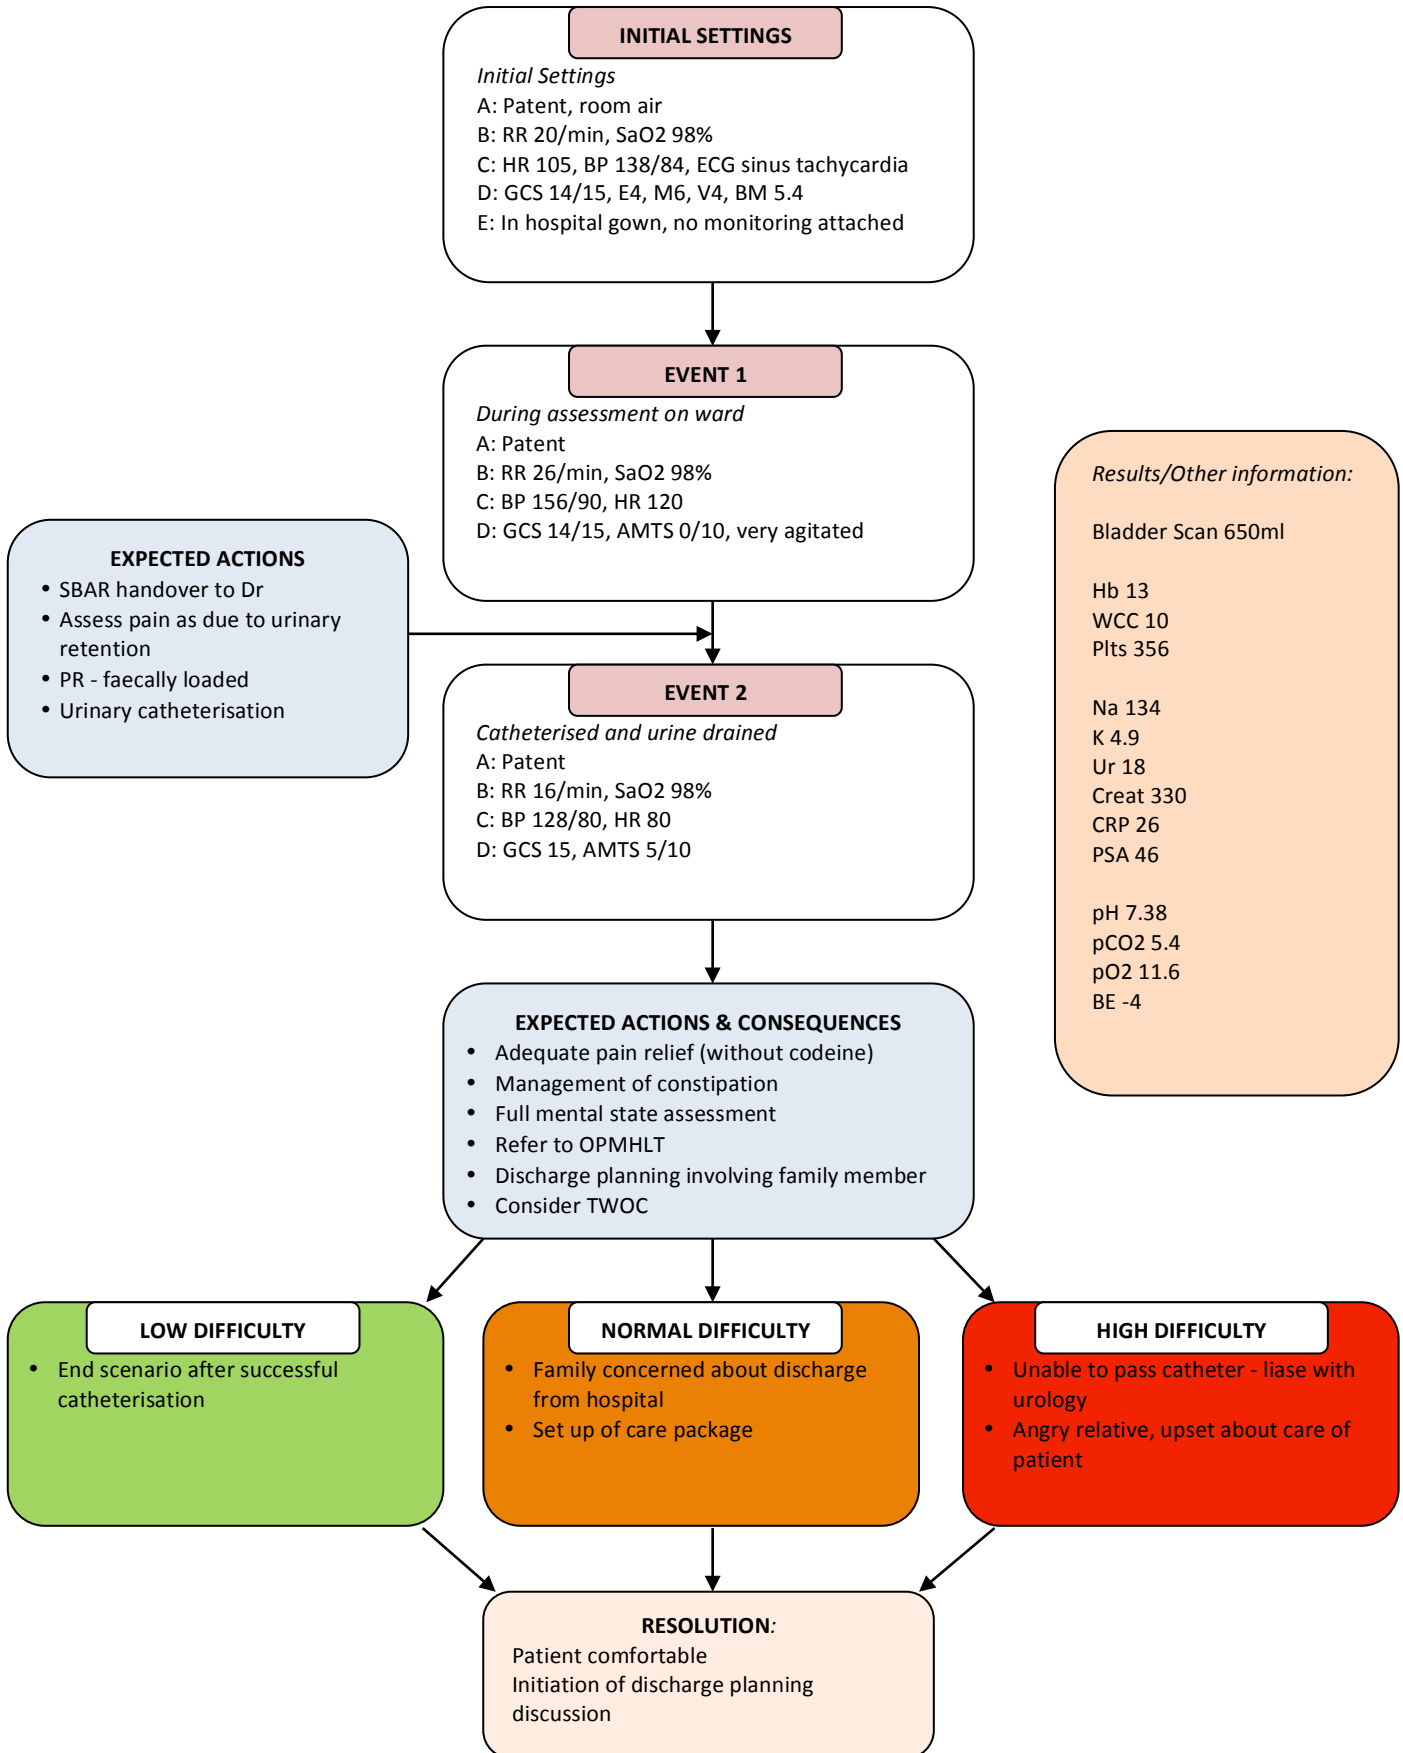 INITIAL SETTINGS
Initial Settings
A: Patent, room air
B: RR 20/min, SaO2 98%
C: HR 105, BP 138/84, ECG sinus tachycardia
D: GCS 14/15, E4, M6, V4, BM 5.4
E: In hospital gown, no monitoring attached
EVENT 1
During assessment on ward
A: Patent
B: RR 26/min, SaO2 98%
C: BP 156/90, HR 120
D: GCS 14/15, AMTS 0/10, very agitated
EXPECTED ACTIONS
• SBAR handover to Dr
• Assess pain as due to urinary
retention
• PR - faecally loaded
• Urinary catheterisation
EVENT 2
Catheterised and urine drained
A: Patent
B: RR 16/min, SaO2 98%
C: BP 128/80, HR 80
D: GCS 15, AMTS 5/10
Results/Other information:
Bladder Scan 650ml
Hb 13
WCC 10
Plts 356
Na 134
K 4.9
Ur 18
Creat 330
CRP 26
PSA 46
pH 7.38
pCO2 5.4
pO2 11.6
BE -4
EXPECTED ACTIONS & CONSEQUENCES
• Adequate pain relief (without codeine)
• Management of constipation
• Full mental state assessment
• Refer to OPMHLT
• Discharge planning involving family member
• Consider TWOC
LOW DIFFICULTY
• End scenario after successful
catheterisation
NORMAL DIFFICULTY
• Family concerned about discharge
from hospital
• Set up of care package
HIGH DIFFICULTY
• Unable to pass catheter - liase with
urology
• Angry relative, upset about care of
patient
RESOLUTION:
Patient comfortable
Initiation of discharge planning
discussion